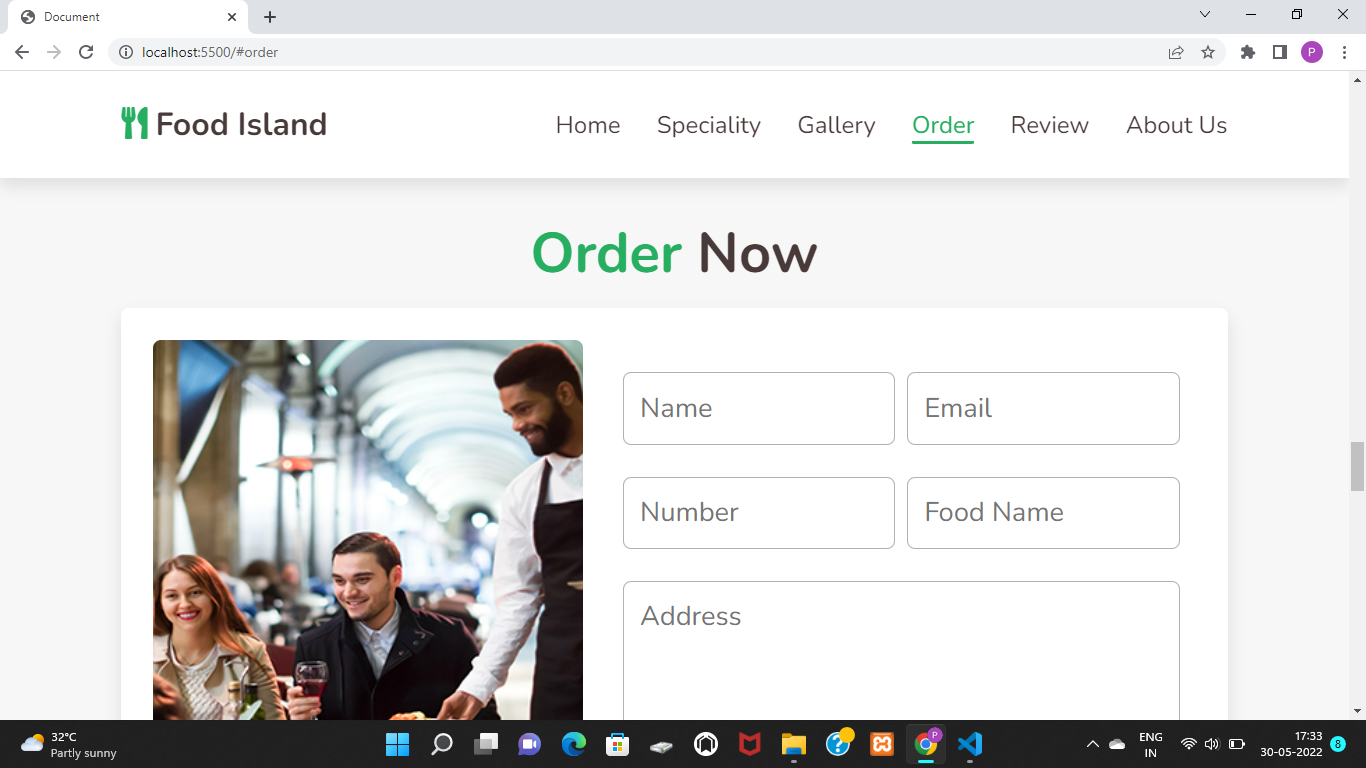 Document
localhost:5500/#order
P
Food Island
Home Speciality Gallery Order Review About Us
Order Now
Name Email
Number Food Name
Address
32°C
Partly sunny
P
ENG
IN
17:33
30-05-2022
8